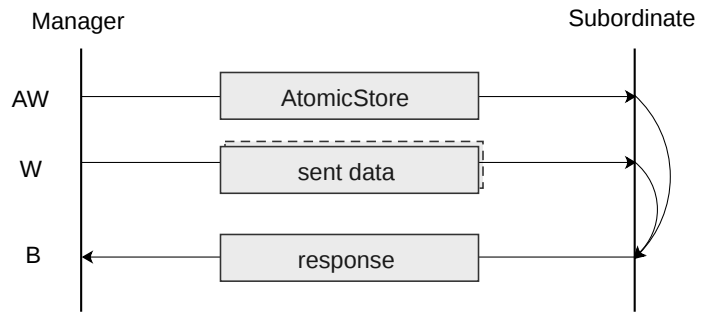 Manager
Subordinate
AW
AtomicStore
W
sent data
B
response